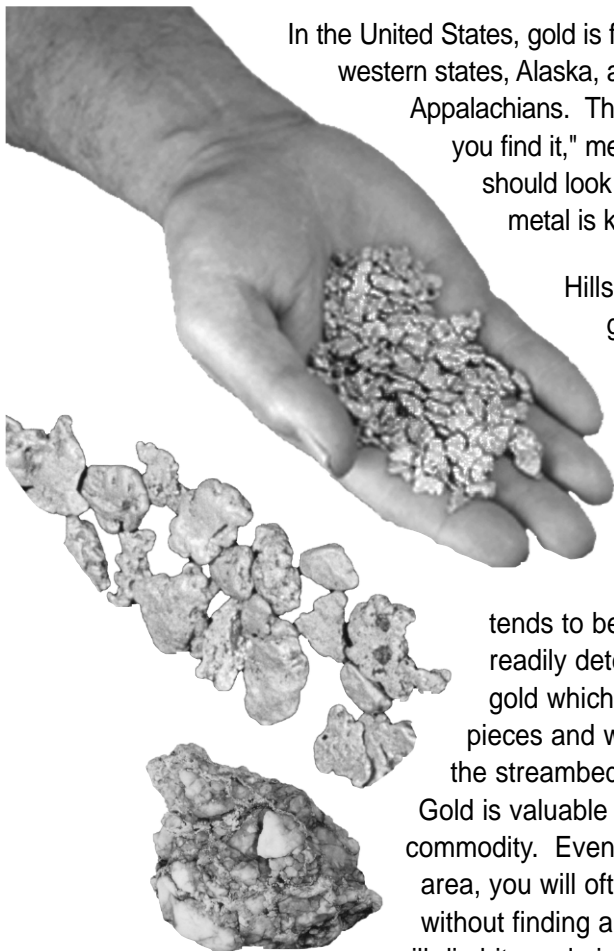 In the United States, gold is
western states, Alaska,
Appalachians. Th
you find it," me
should look
metal is k
Hills
g
tends to be
readily dete
gold which
pieces and w
the streambed
Gold is valuable
commodity. Even
area, you will oft
without finding a